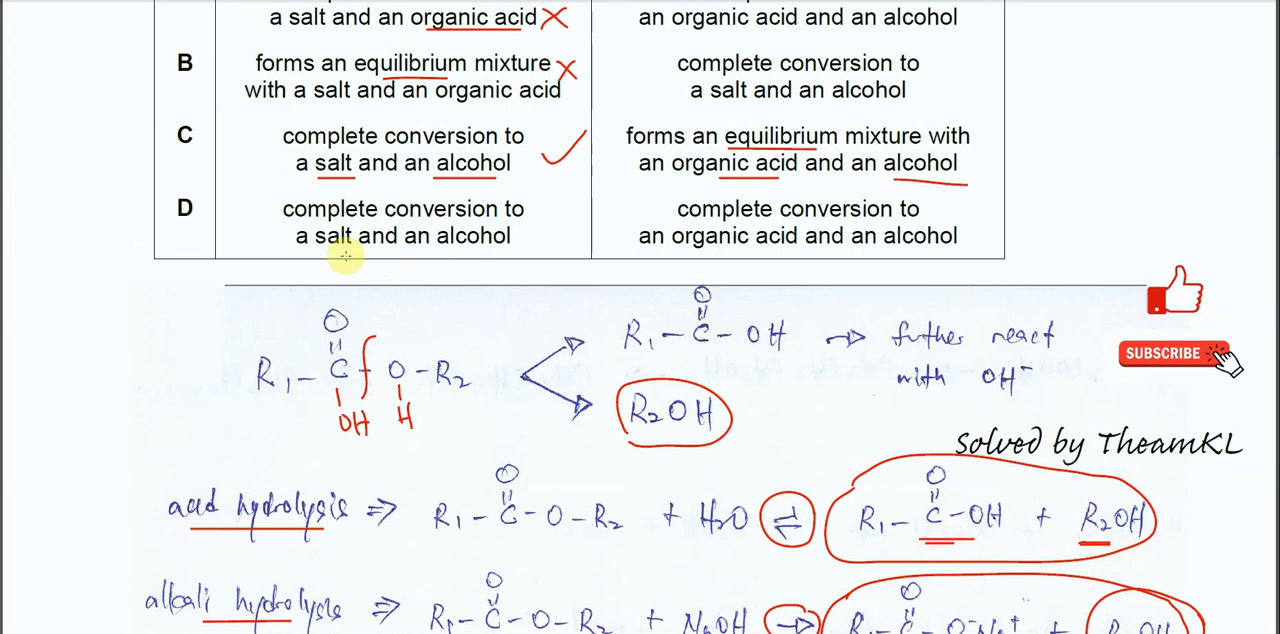 a salt and an organic acid ✗ an organic acid and an alcohol
B forms an equilibrium mixture ✗ complete conversion to
with a salt and an organic acid a salt and an alcohol
C complete conversion to forms an equilibrium mixture with
a salt and an alcohol ✓ an organic acid and an alcohol
D complete conversion to complete conversion to
a salt and an alcohol an organic acid and an alcohol
O O
R₁ – C – O – R₂ R₁ – C – OH → further react
OH H with OH⁻
R₂OH
SUBSCRIBE
Solved by TheamKL
O O
acid hydrolysis ⇒ R₁ – C – O – R₂ + H₂O ⇌ R₁ – C – OH + R₂OH
O O
alkali hydrolysis ⇒ R₁ – C – O – R₂ + NaOH → R₁ – C – O⁻Na⁺ + R₂OH